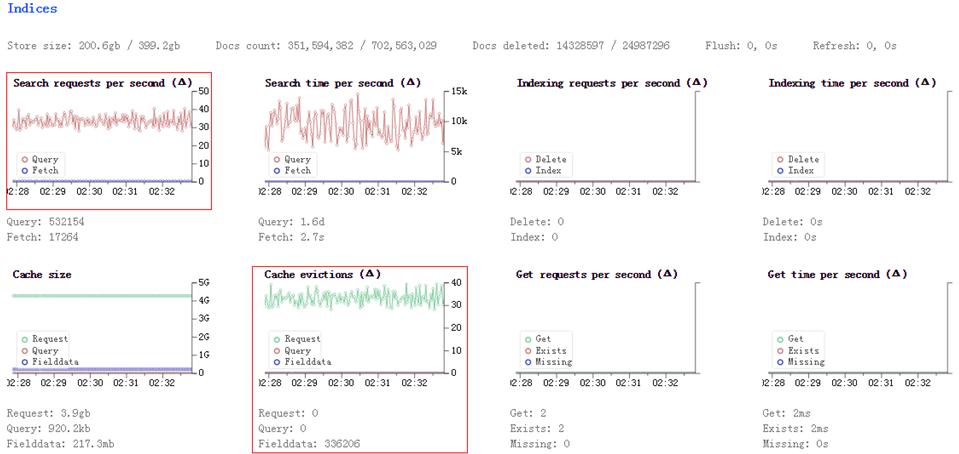 Indices
Store size: 200.6gb / 399.2gb Docs count: 351,594,382 / 702,563,029 Docs deleted: 14328597 / 24987296 Flush: 0, 0s Refresh: 0, 0s
Search requests per second (Δ)
50
40
30
20
10
0
Query
Fetch
02:28 02:29 02:30 02:31 02:32
Query: 532154
Fetch: 17264
Search time per second (Δ)
15k
10k
5k
0
Query
Fetch
02:28 02:29 02:30 02:31 02:32
Query: 1.6d
Fetch: 2.7s
Indexing requests per second (Δ)
Delete
Index
02:28 02:29 02:30 02:31 02:32
Delete: 0
Index: 0
Indexing time per second (Δ)
Delete
Index
02:28 02:29 02:30 02:31 02:32
Delete: 0s
Index: 0s
Cache size
5G
4G
3G
2G
1G
0
Request
Query
Fielddata
02:28 02:29 02:30 02:31 02:32
Request: 3.9gb
Query: 920.2kb
Fielddata: 217.3mb
Cache evictions (Δ)
40
30
20
10
0
Request
Query
Fielddata
02:28 02:29 02:30 02:31 02:32
Request: 0
Query: 0
Fielddata: 336206
Get requests per second (Δ)
Get
Exists
Missing
02:28 02:29 02:30 02:31 02:32
Get: 2
Exists: 2
Missing: 0
Get time per second (Δ)
Get
Exists
Missing
02:28 02:29 02:30 02:31 02:32
Get: 2ms
Exists: 2ms
Missing: 0s